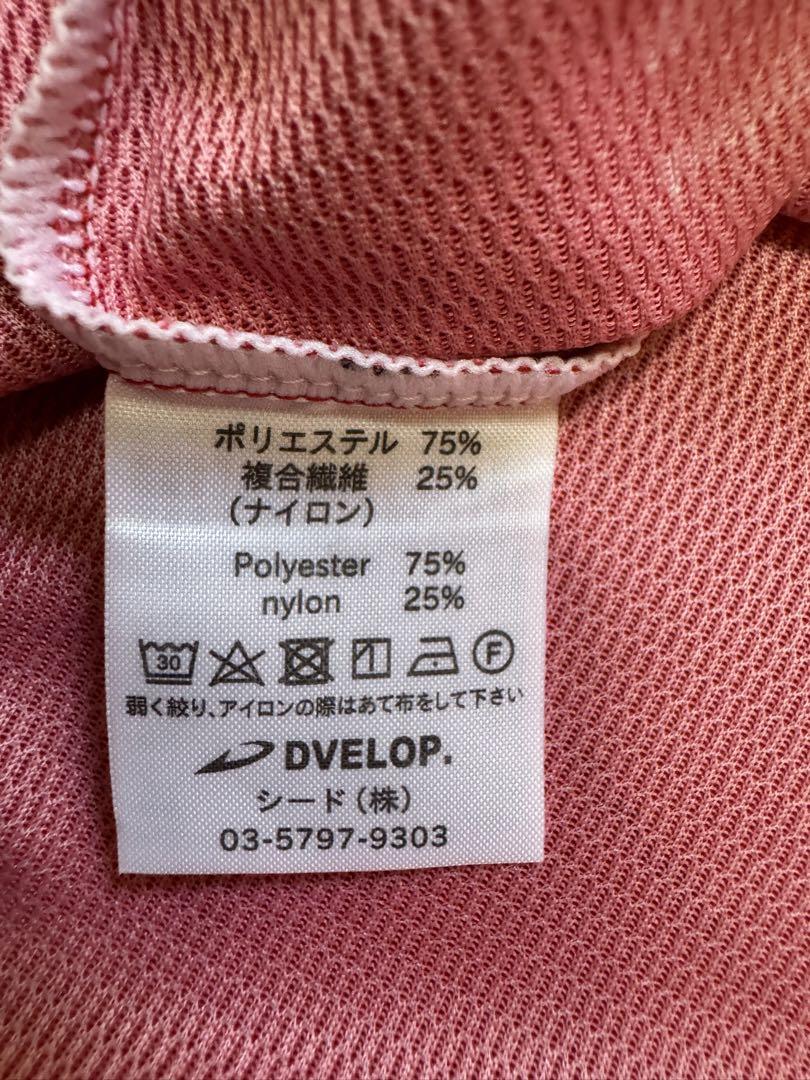 ポリエステル 75%
複合繊維 25%
（ナイロン）
Polyester 75%
nylon 25%
30 F
弱く絞り、アイロンの際はあて布をして下さい
DVELOP.
シード（株）
03-5797-9303